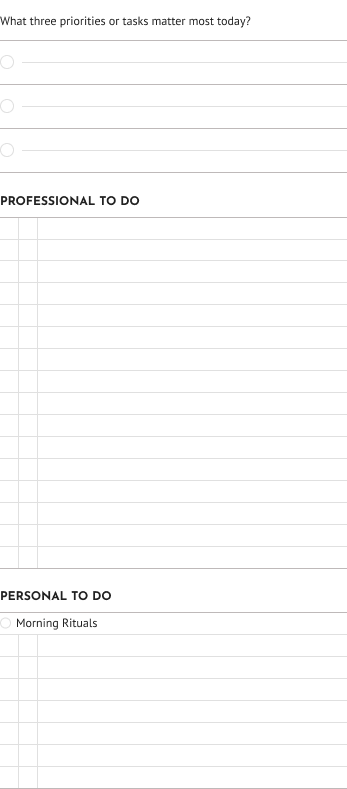 What three priorities or tasks matter most today?
PROFESSIONAL TO DO
PERSONAL TO DO
Morning Rituals